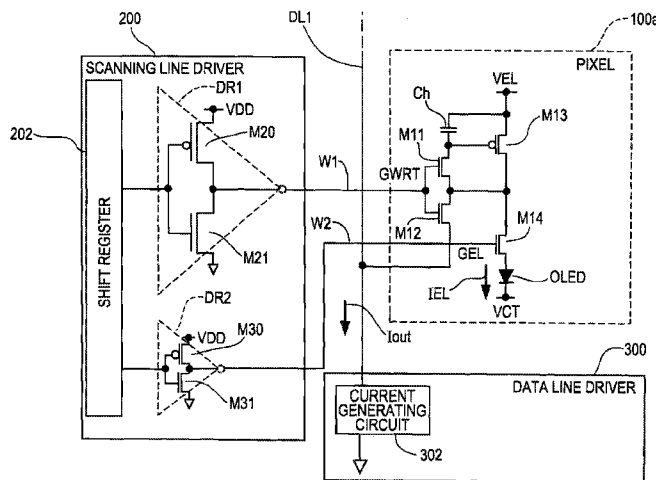 200
DL1
100a
SCANNING LINE DRIVER
PIXEL
DR1
VDD
VEL
Ch
M13
202
M20
M11
W1
GWRT
M12
M14
W2
M21
GEL
OLED
IEL
VCT
SHIFT REGISTER
DR2
VDD
M30
Iout
300
M31
DATA LINE DRIVER
CURRENT
GENERATING
CIRCUIT
302